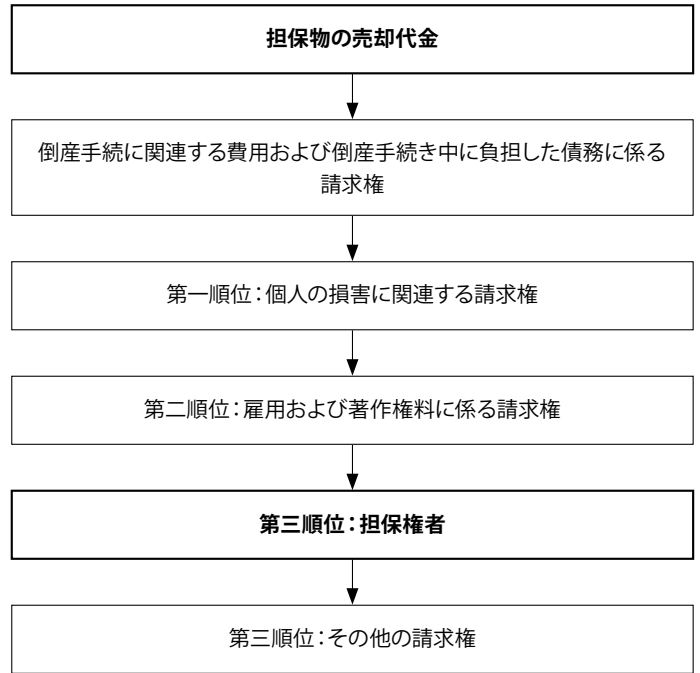 担保物の売却代金
倒産手続に関連する費用および倒産手続き中に負担した債務に係る
請求権
第一順位：個人の損害に関連する請求権
第二順位：雇用および著作権料に係る請求権
第三順位：担保権者
第三順位：その他の請求権